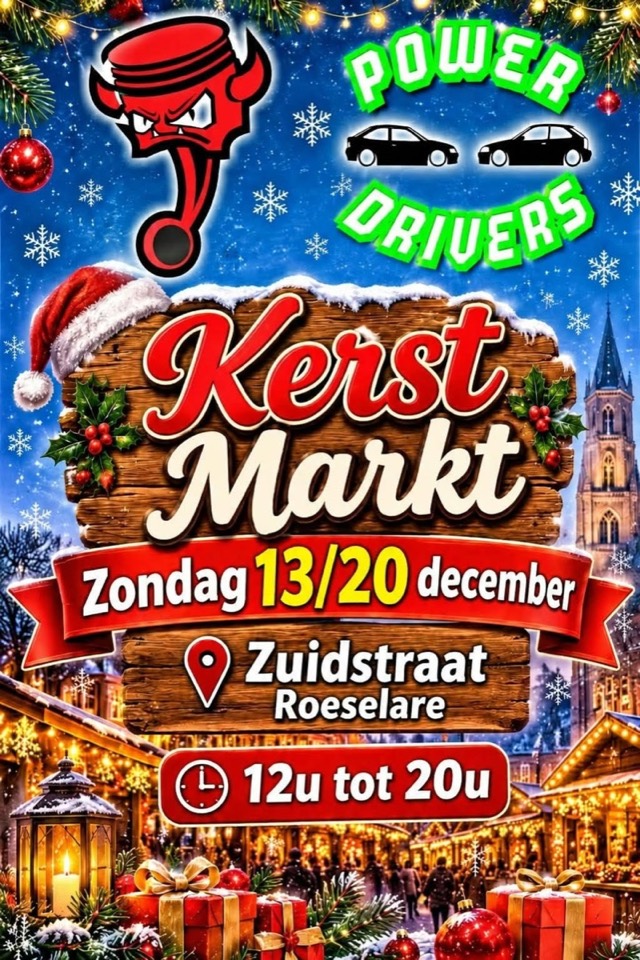 POWER
DRIVERS
Kerst
Markt
Zondag 13/20 december
Zuidstraat
Roeselare
12u tot 20u